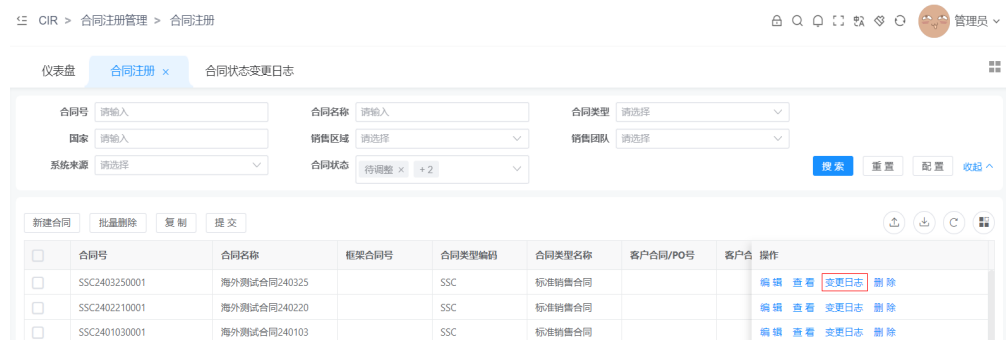 CIR > 合同注册管理 > 合同注册
管理员
仪表盘 合同注册 × 合同状态变更日志
合同号 请输入 合同名称 请输入 合同类型 请选择
国家 请输入 销售区域 请选择 销售团队 请选择
系统来源 请选择 合同状态 待调整 × + 2 搜索 重置 配置 收起
新建合同 批量删除 复制 提交
合同号 合同名称 框架合同号 合同类型编码 合同类型名称 客户合同/PO号 客户合 操作
SSC2403250001 海外测试合同240325 SSC 标准销售合同 编辑 查看 变更日志 删除
SSC2402210001 海外测试合同240220 SSC 标准销售合同 编辑 查看 变更日志 删除
SSC2401030001 海外测试合同240103 SSC 标准销售合同 编辑 查看 变更日志 删除